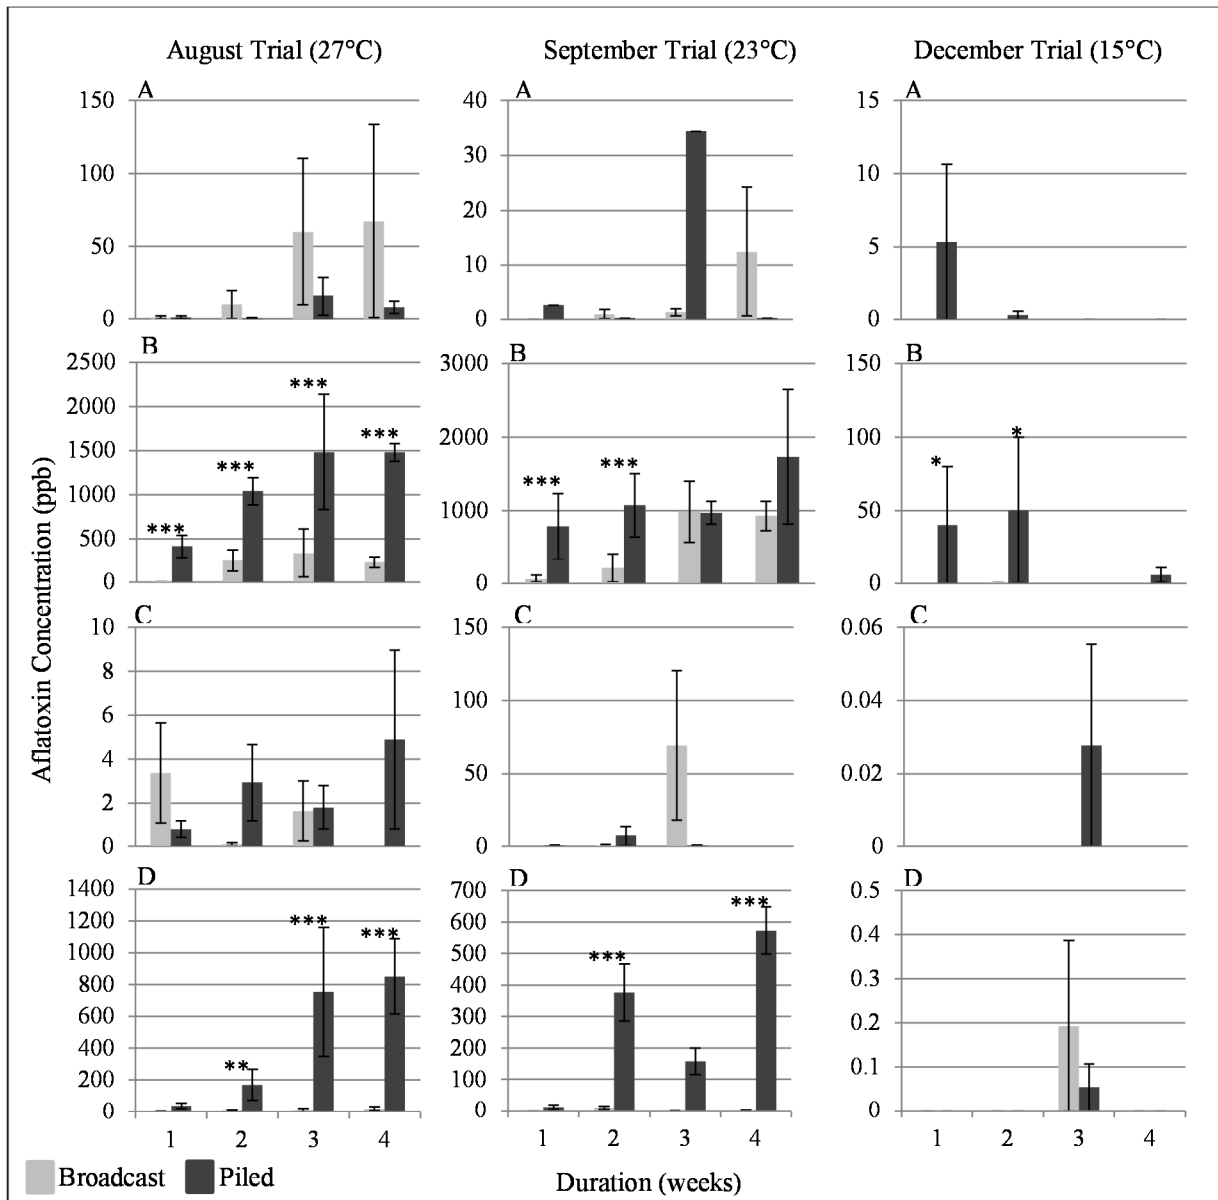 August Trial (27°C) September Trial (23°C) December Trial (15°C)
A A A
150 40 15
100 30 10
50 20 5
0 10 0
0
B B B
2500 3000 150
2000 2000 100
1500 1000 50
1000 0 0
500
0
*** *** *** ***
*** ***
* *
C C C
10 150 0.06
8 100 0.04
6 50 0.02
4 0 0
2
0
D D D
1400 700 0.5
1200 600 0.4
1000 500 0.3
800 400 0.2
600 300 0.1
400 200 0
200 100
0 0
** *** ***
*** ***
1 2 3 4 1 2 3 4 1 2 3 4
Aflatoxin Concentration (ppb)
Duration (weeks)
Broadcast Piled